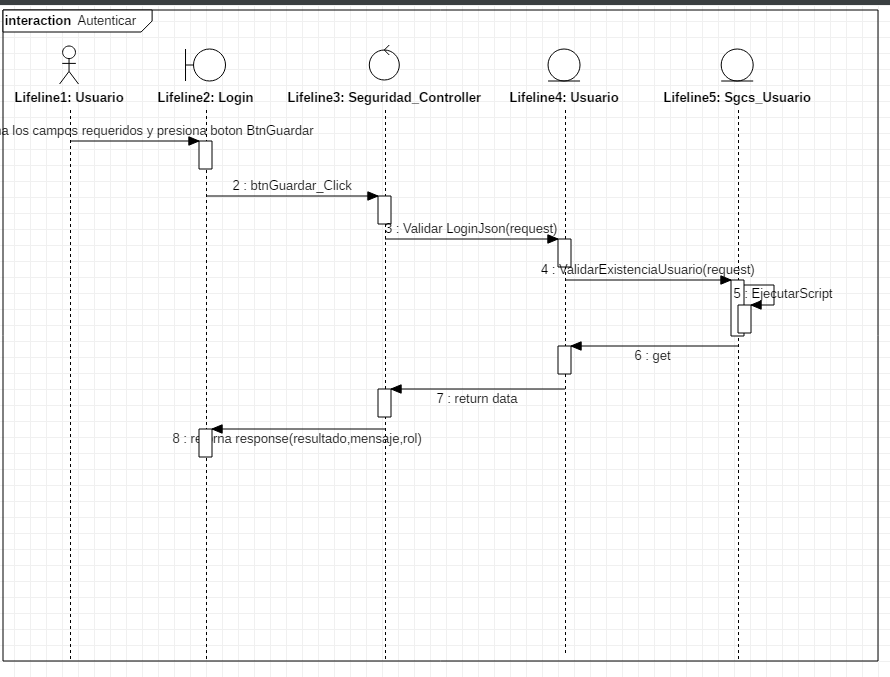 interaction Autenticar
Lifeline1: Usuario
Lifeline2: Login
Lifeline3: Seguridad_Controller
Lifeline4: Usuario
Lifeline5: Sgcs_Usuario
los campos requeridos y presiona boton BtnGuardar
2 : btnGuardar_Click
3 : Validar LoginJson(request)
4 : ValidarExistenciaUsuario(request)
5 : EjecutarScript
6 : get
7 : return data
8 : retorna response(resultado,mensaje,rol)